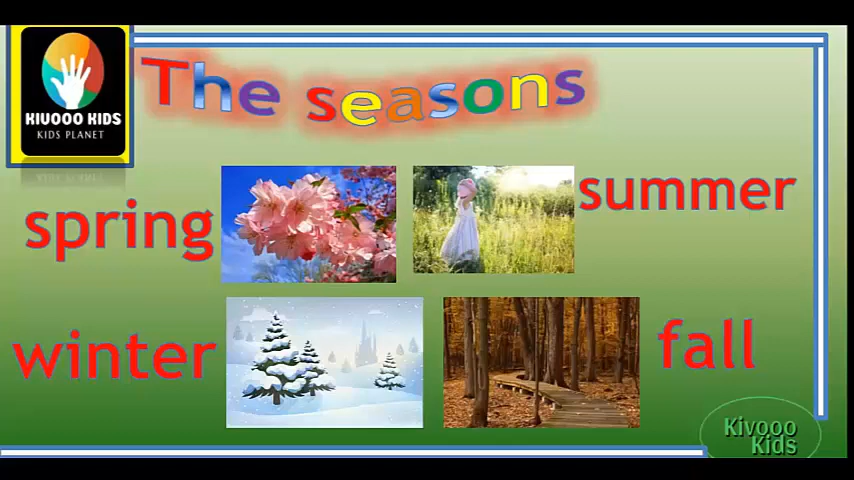 The seasons
KIVOOO KIDS
KIDS PLANET
spring
summer
winter
fall
Kivooo
Kids